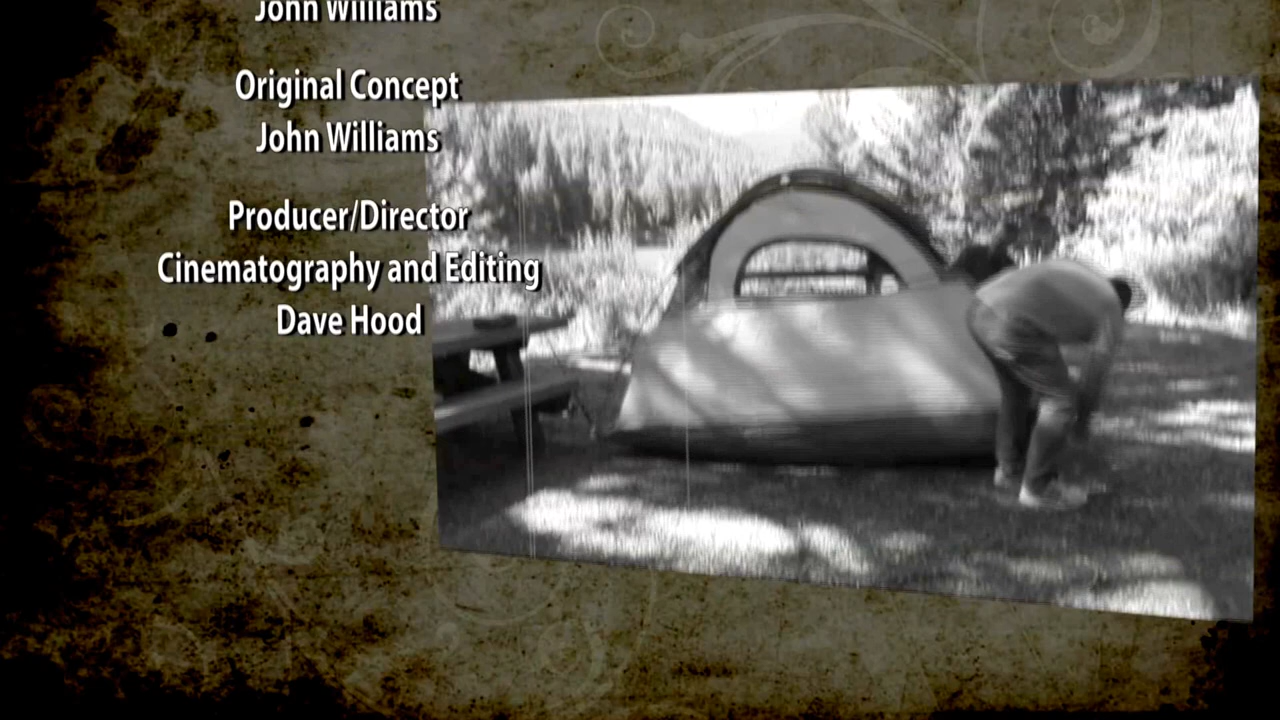 John Williams
Original Concept
John Williams
Producer/Director
Cinematography and Editing
Dave Hood